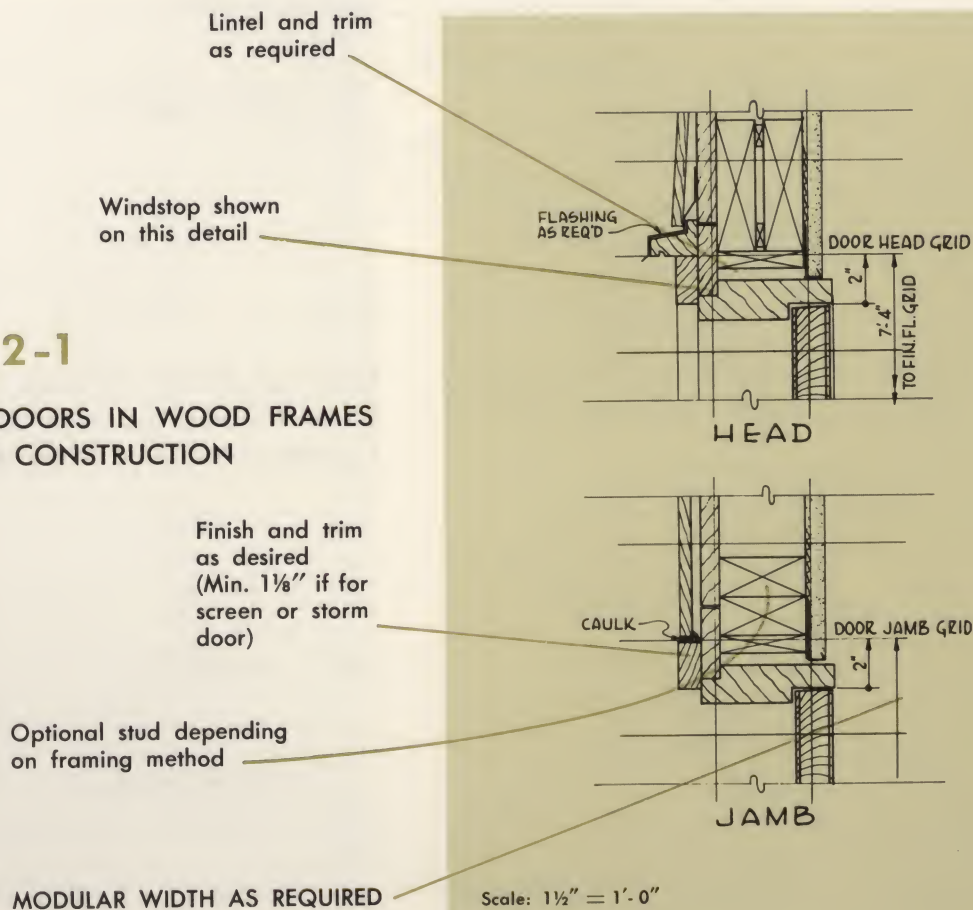 Lintel and trim
as required
Windstop shown
on this detail
2-1
DOORS IN WOOD FRAMES
CONSTRUCTION
Finish and trim
as desired
(Min. 1⅛" if for
screen or storm
door)
Optional stud depending
on framing method
MODULAR WIDTH AS REQUIRED
FLASHING
AS REQ'D
DOOR HEAD GRID
2"
7'-4"
TO FIN. FL. GRID
HEAD
CAULK
DOOR JAMB GRID
2"
JAMB
Scale: 1½" = 1'-0"